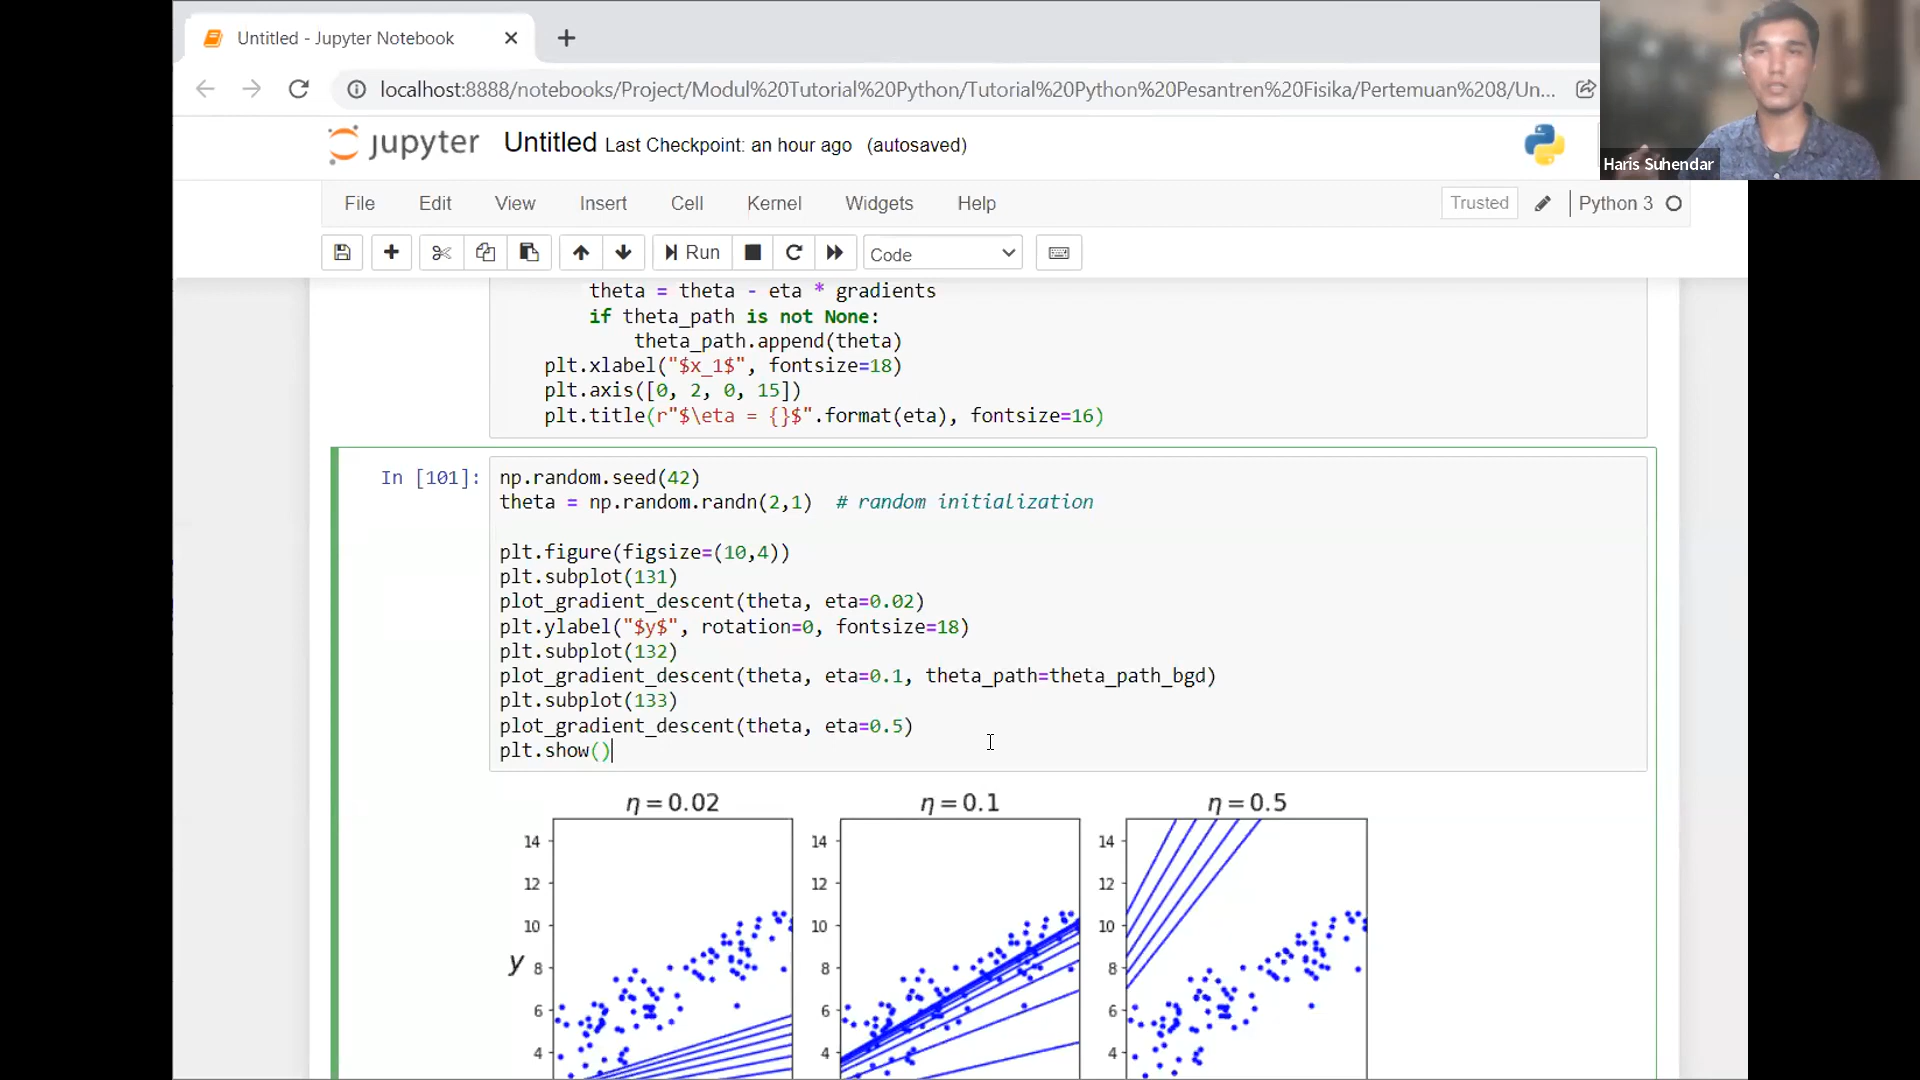 Untitled - Jupyter Notebook
localhost:8888/notebooks/Project/Modul%20Tutorial%20Python/Tutorial%20Python%20Pesantren%20Fisika/Pertemuan%208/Un...
Haris Suhendar
jupyter Untitled Last Checkpoint: an hour ago (autosaved)
File Edit View Insert Cell Kernel Widgets Help Trusted Python 3
Run Code
theta = theta - eta * gradients
if theta_path is not None:
theta_path.append(theta)
plt.xlabel("$x_1$", fontsize=18)
plt.axis([0, 2, 0, 15])
plt.title(r"$\eta = {}$".format(eta), fontsize=16)
In [101]: np.random.seed(42)
theta = np.random.randn(2,1)  # random initialization
plt.figure(figsize=(10,4))
plt.subplot(131)
plot_gradient_descent(theta, eta=0.02)
plt.ylabel("$y$", rotation=0, fontsize=18)
plt.subplot(132)
plot_gradient_descent(theta, eta=0.1, theta_path=theta_path_bgd)
plt.subplot(133)
plot_gradient_descent(theta, eta=0.5)
plt.show()
η = 0.02 η = 0.1 η = 0.5
14 14 14
12 12 12
10 10 10
y 8 8 8
6 6 6
4 4 4